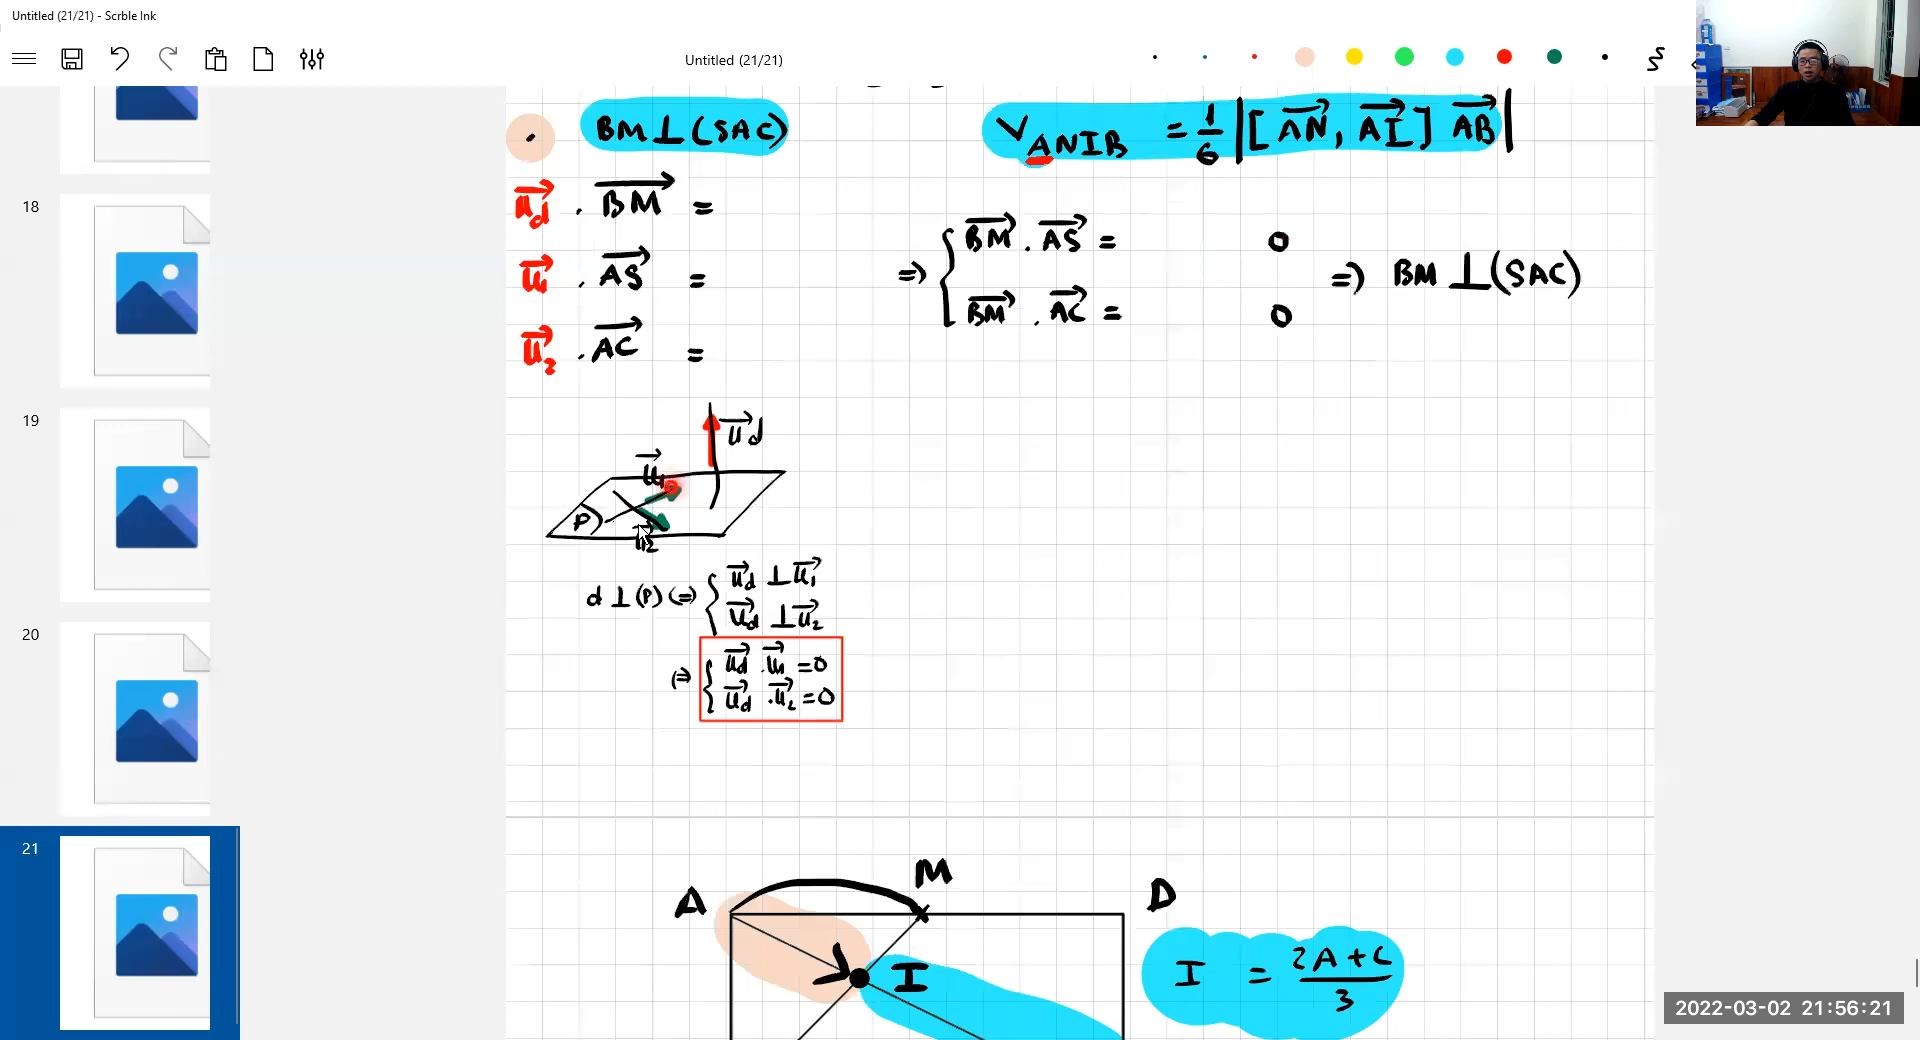 Untitled (21/21) - Scrble Ink
Untitled (21/21)
18
19
20
21
. BM ⊥ (SAC)
V_ANIB = 1/6 |[AN→, AI→] AB→|
u_d→ . BM→ =
u_1→ . AS→ =
u_2→ . AC→ =
=> { BM→ . AS→ = 0
BM→ . AC→ = 0
=> BM ⊥ (SAC)
u_d→
u_1→
P
u_2→
d ⊥ (P) (=) { u_d→ ⊥ u_1→
u_d→ ⊥ u_2→
(=) { u_d→ . u_1→ = 0
u_d→ . u_2→ = 0
A
M
D
I
I = (2A + C)/3
2022-03-02 21:56:21